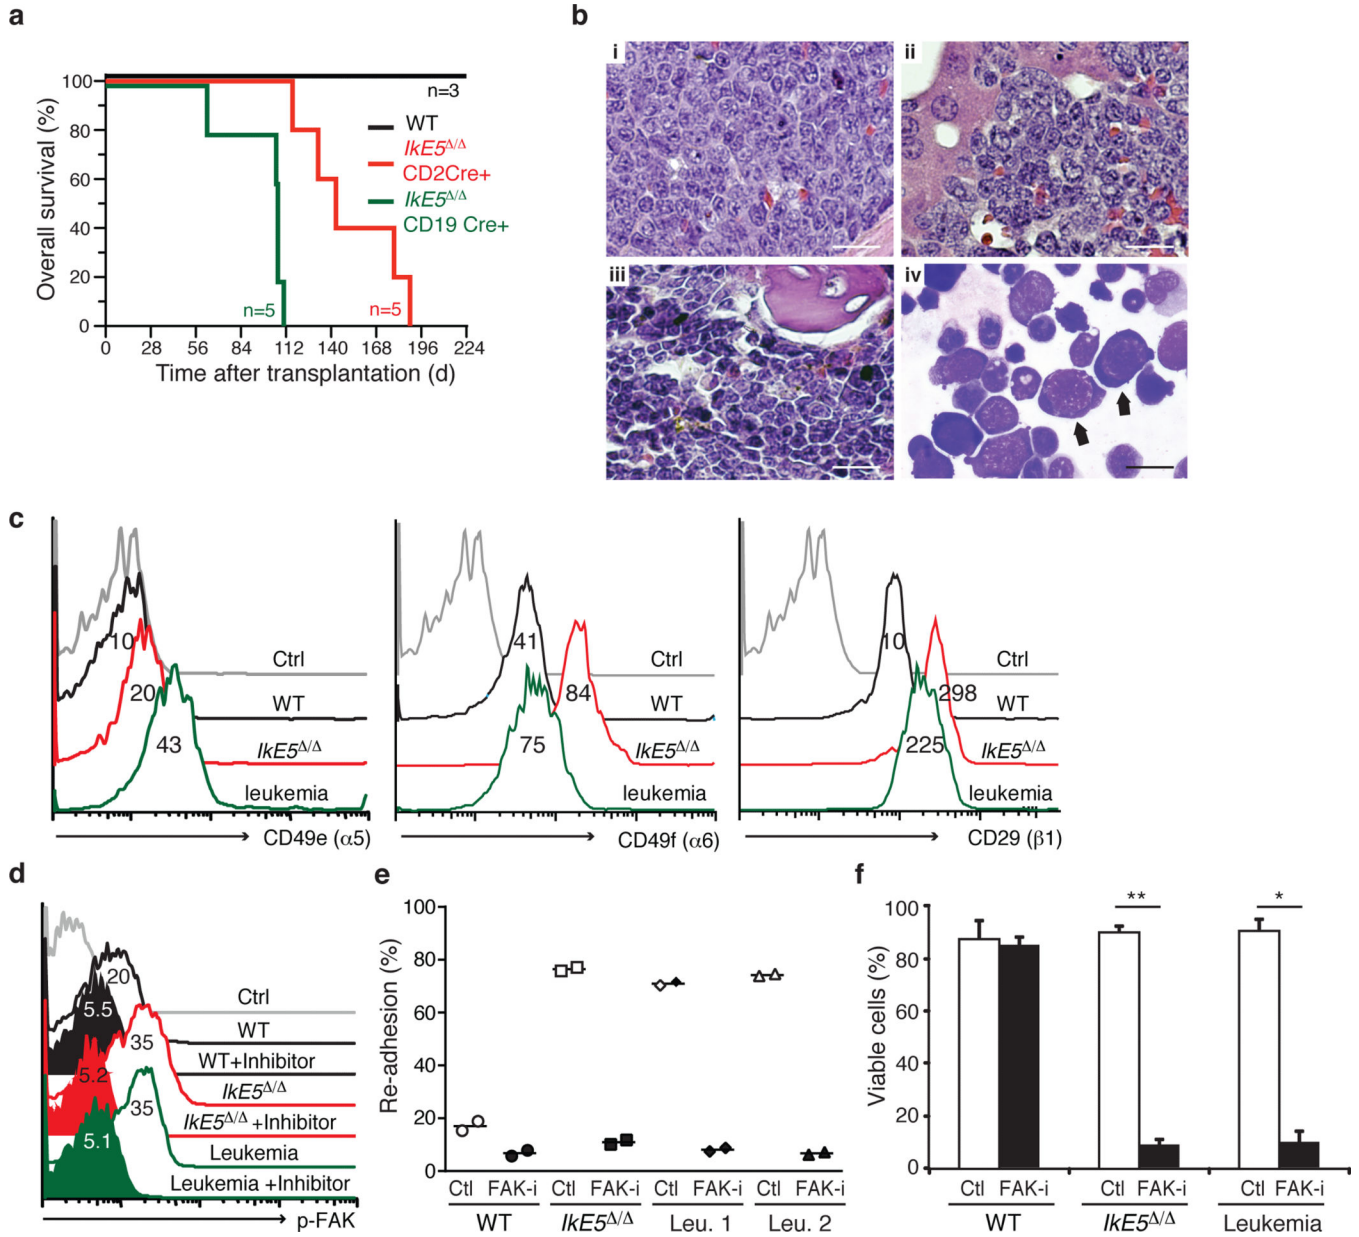 a
Overall survival (%)
100
80
60
40
20
0
n=3
WT
IkE5Δ/Δ
CD2Cre+
IkE5Δ/Δ
CD19 Cre+
n=5
n=5
0 28 56 84 112 140 168 196 224
Time after transplantation (d)
b
i
ii
iii
iv
c
10
20
43
Ctrl
WT
IkE5Δ/Δ
leukemia
CD49e (α5)
41
84
75
Ctrl
WT
IkE5Δ/Δ
leukemia
CD49f (α6)
10
298
225
Ctrl
WT
IkE5Δ/Δ
leukemia
CD29 (β1)
d
20
5.5
35
5.2
35
5.1
Ctrl
WT
WT+Inhibitor
IkE5Δ/Δ
IkE5Δ/Δ +Inhibitor
Leukemia
Leukemia +Inhibitor
p-FAK
e
Re-adhesion (%)
100
80
60
40
20
0
Ctl FAK-i Ctl FAK-i Ctl FAK-i Ctl FAK-i
WT IkE5Δ/Δ Leu. 1 Leu. 2
f
Viable cells (%)
100
80
60
40
20
0
** *
Ctl FAK-i Ctl FAK-i Ctl FAK-i
WT IkE5Δ/Δ Leukemia